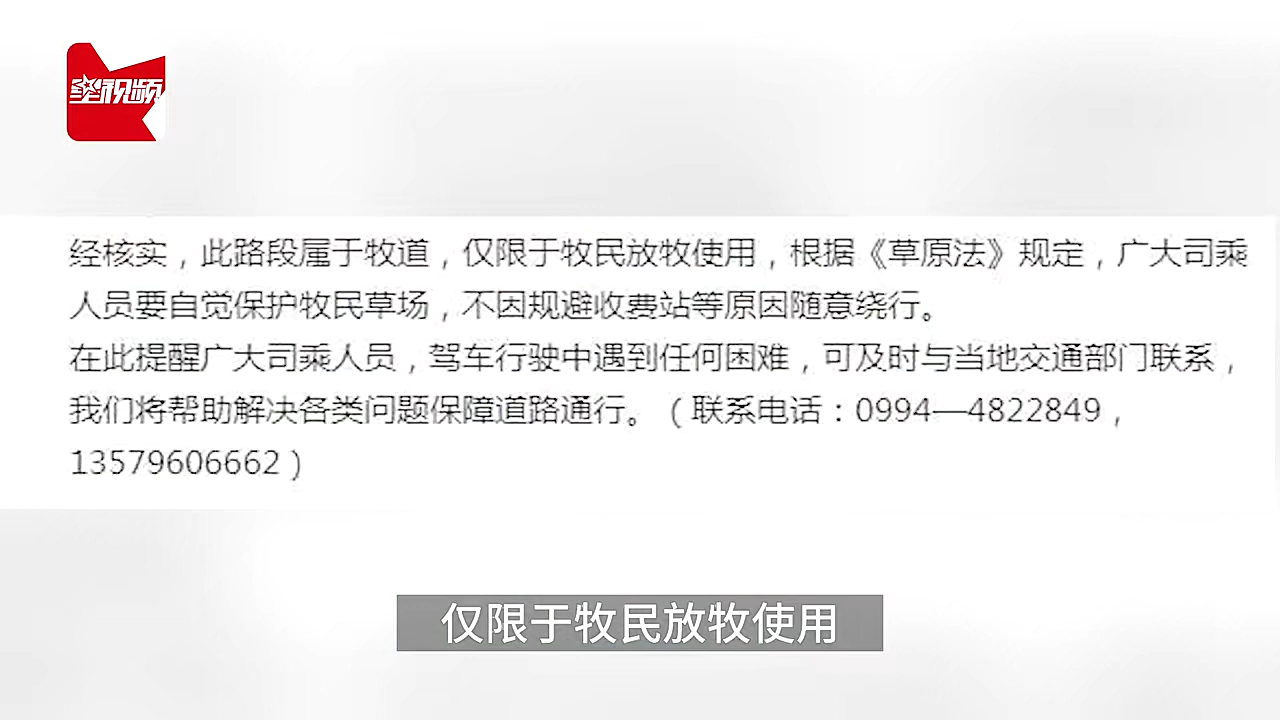 星视频
经核实，此路段属于牧道，仅限于牧民放牧使用，根据《草原法》规定，广大司乘
人员要自觉保护牧民草场，不因规避收费站等原因随意绕行。
在此提醒广大司乘人员，驾车行驶中遇到任何困难，可及时与当地交通部门联系，
我们将帮助解决各类问题保障道路通行。（联系电话：0994—4822849，
13579606662）
仅限于牧民放牧使用